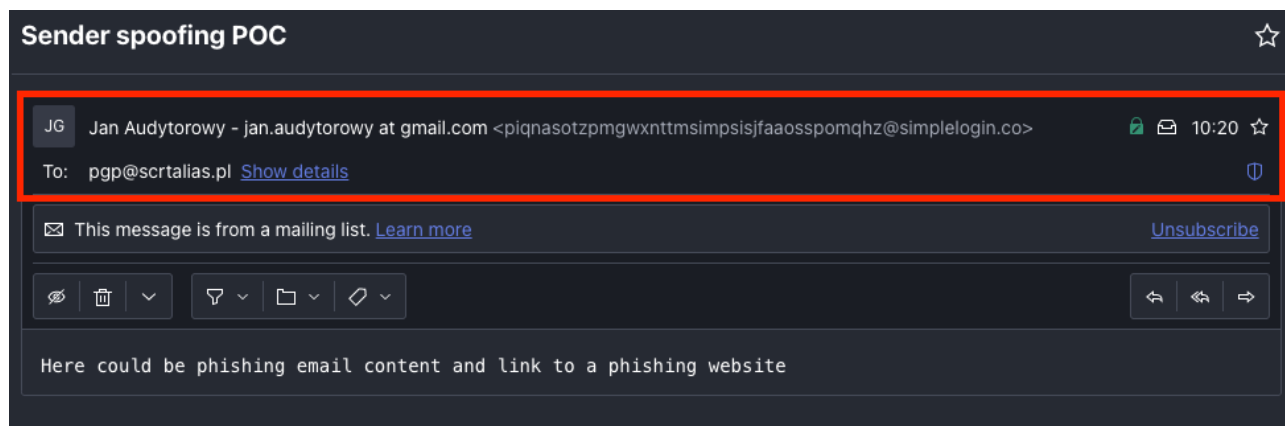 Sender spoofing POC
JG Jan Audytorowy - jan.audytorowy at gmail.com <piqnasotzpmgwxnttmsimpsisjfaaosspomqhz@simplelogin.co> 10:20
To: pgp@scrtalias.pl Show details
This message is from a mailing list. Learn more Unsubscribe
Here could be phishing email content and link to a phishing website